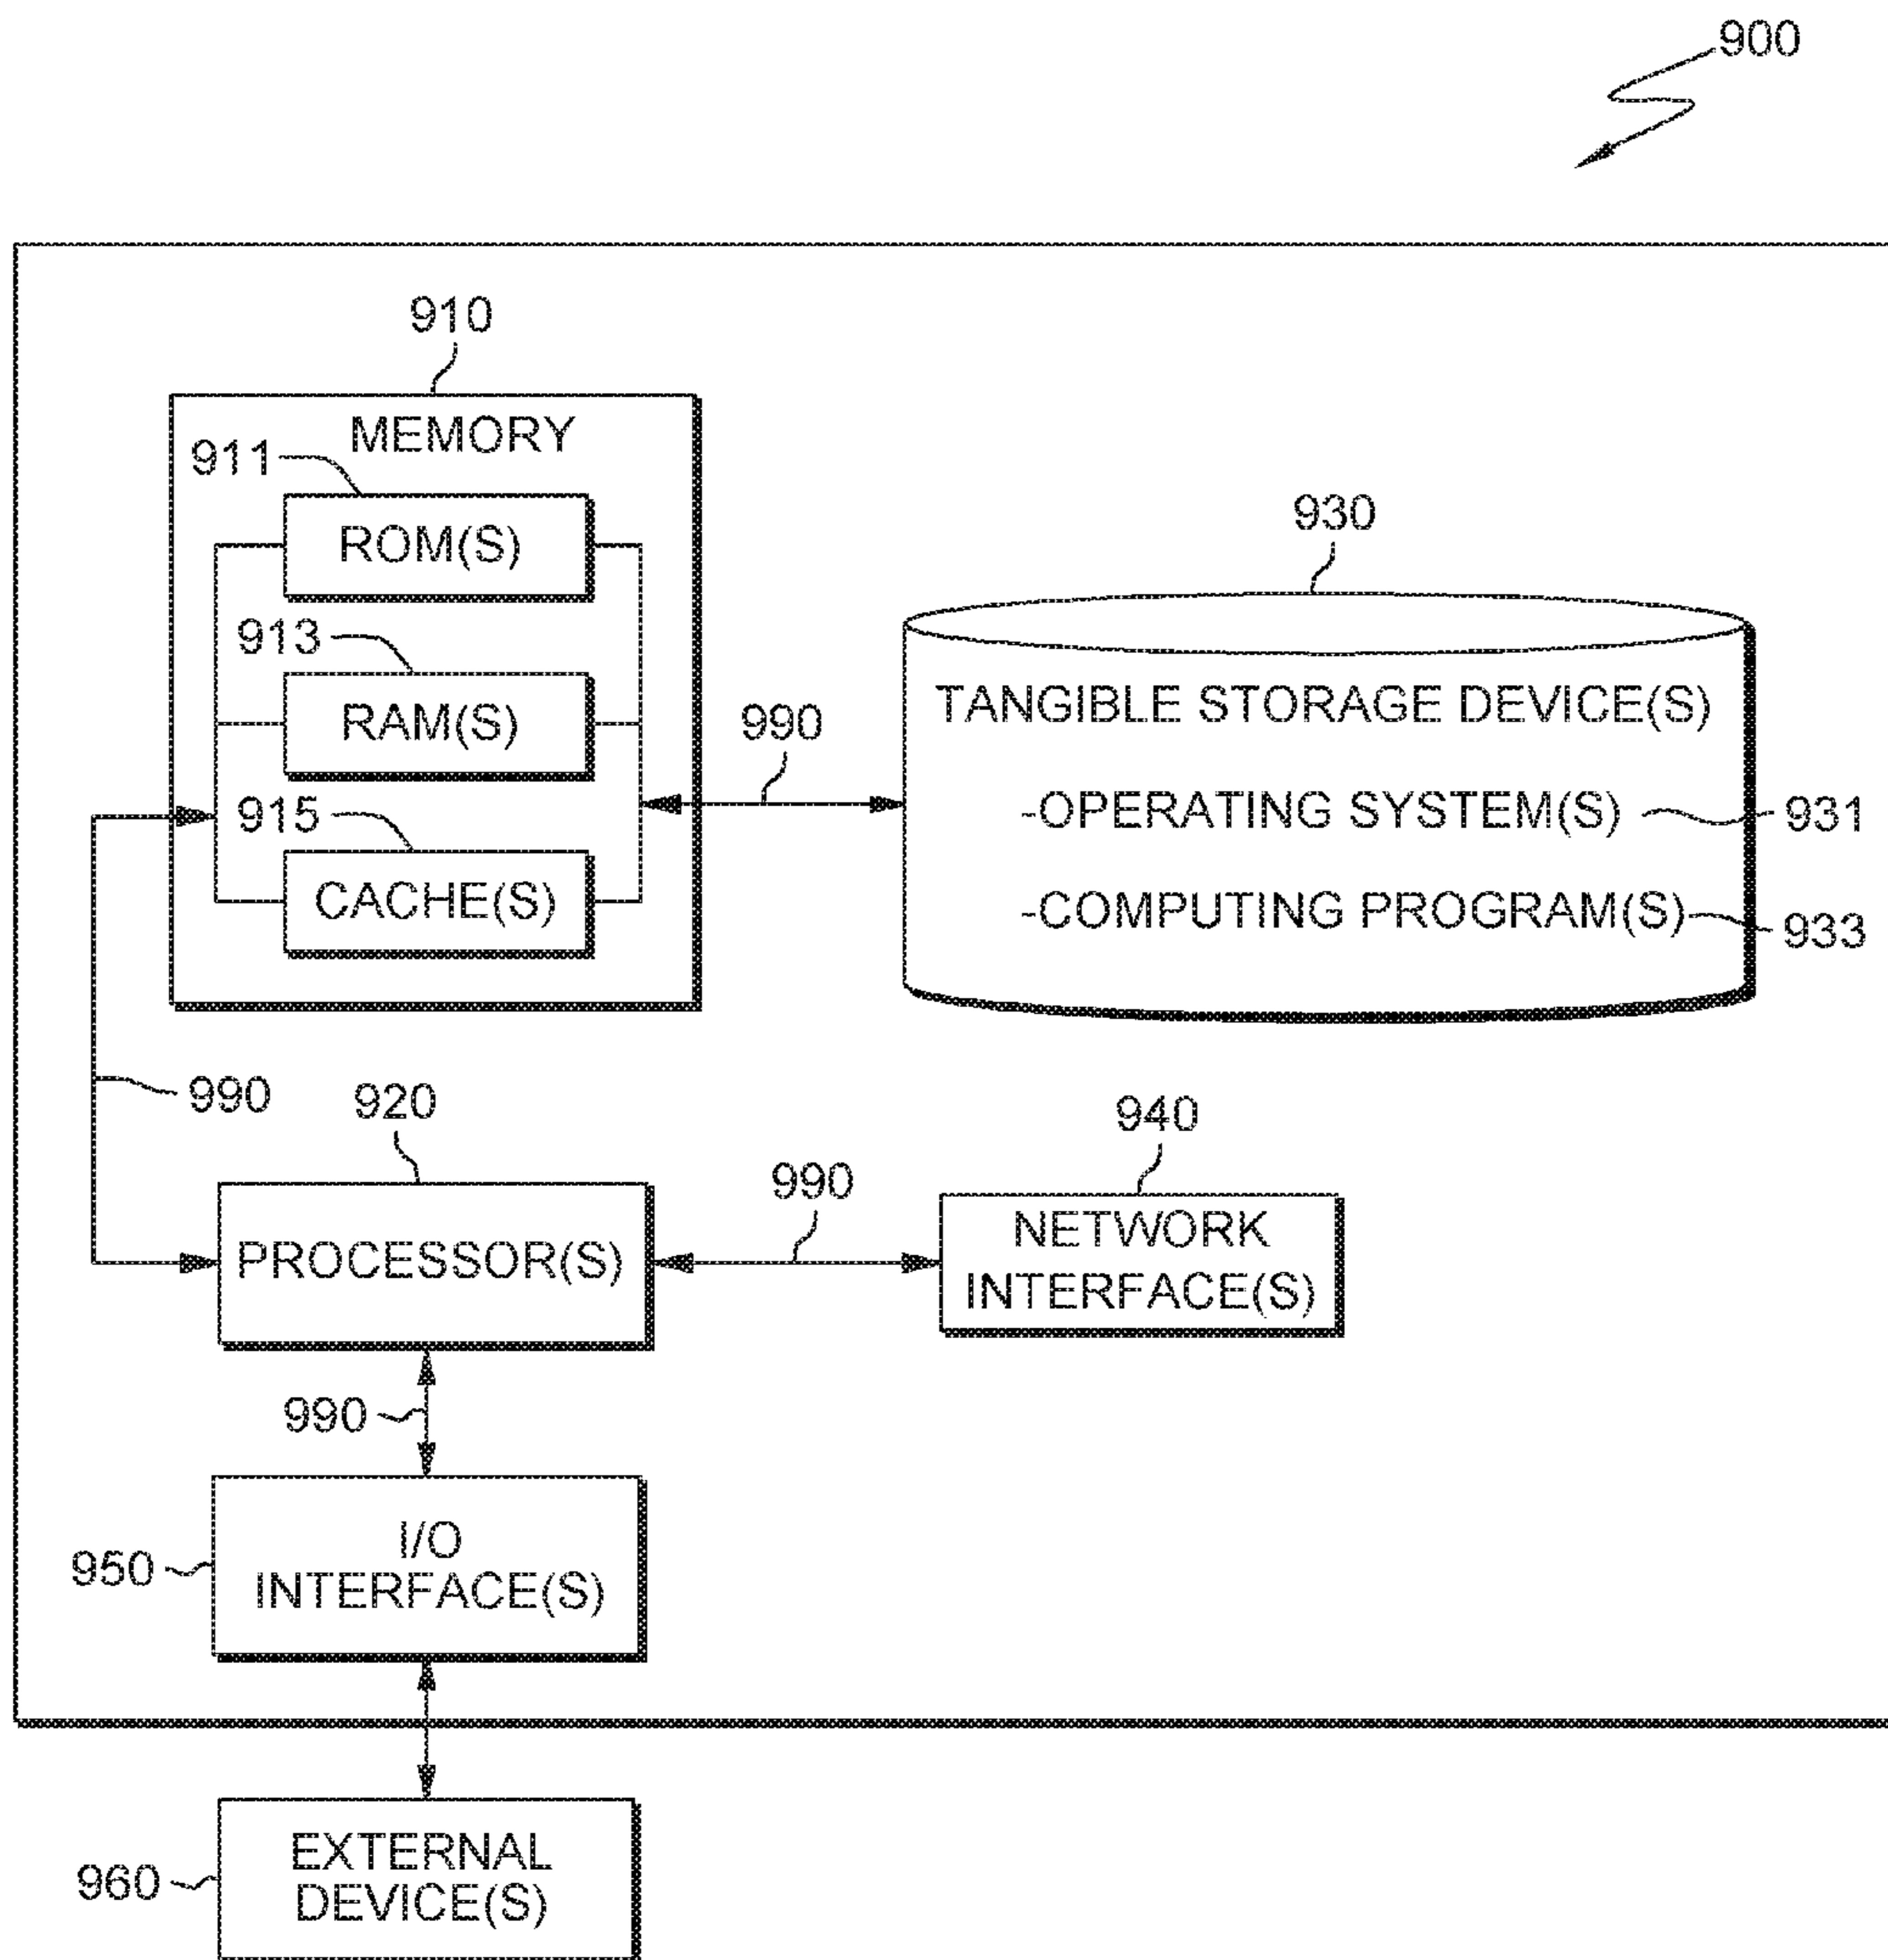 900
910
MEMORY
911
ROM(S)
930
913
RAM(S)
990
TANGIBLE STORAGE DEVICE(S)
915
-OPERATING SYSTEM(S)
931
CACHE(S)
-COMPUTING PROGRAM(S)
933
990
920
940
990
PROCESSOR(S)
NETWORK
INTERFACE(S)
990
950
I/O
INTERFACE(S)
960
EXTERNAL
DEVICE(S)